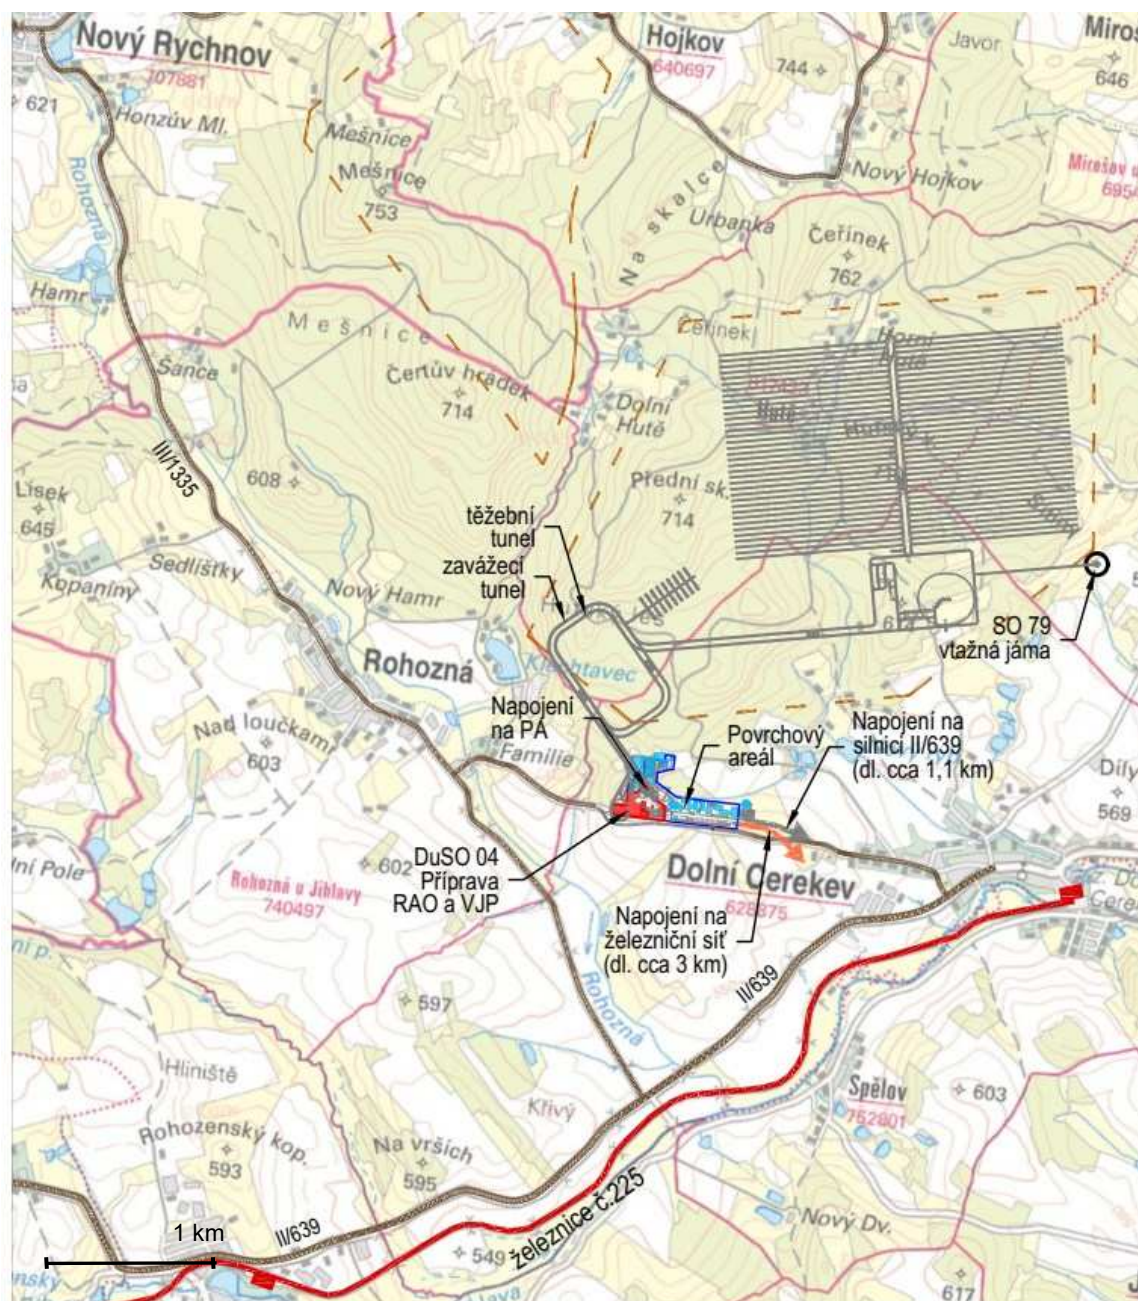 Nový Rychnov
707881
Hojkov
640697
744
Javor
646
621
Honzův Ml.
Mešnice
Mešnice
753
Rohozná
Na skalce
Nový Hojkov
Urbanka
Čeřínek
762
Mirošov u
6954
Hamr
Mešnice
Čeřínek
Horní
Hutě
Šance
Čertův hrádek
714
Dolní
Hutě
Hutě
III/1335
608
Přední sk.
714
Lísek
645
těžební
tunel
zavážecí
tunel
Kopaniny
Sedlíšťky
Nový Hamr
SO 79
vtažná jáma
Rohozná
Napojení
na PA
Nad loučkami
603
Familie
Povrchový
areál
Napojení na
silnici II/639
(dl. cca 1,1 km)
Díly
569
DuSO 04
Příprava
RAO a VJP
602
Dolní Cerekev
628875
Rohozná u Jihlavy
740497
Napojení na
železniční síť
(dl. cca 3 km)
II/639
597
Rohozná
Hliniště
Křivý
Spělov
752801
603
Rohozenský kop.
593
Na vrších
595
železnice č.225
Nový Dv.
1 km
II/639
549
617